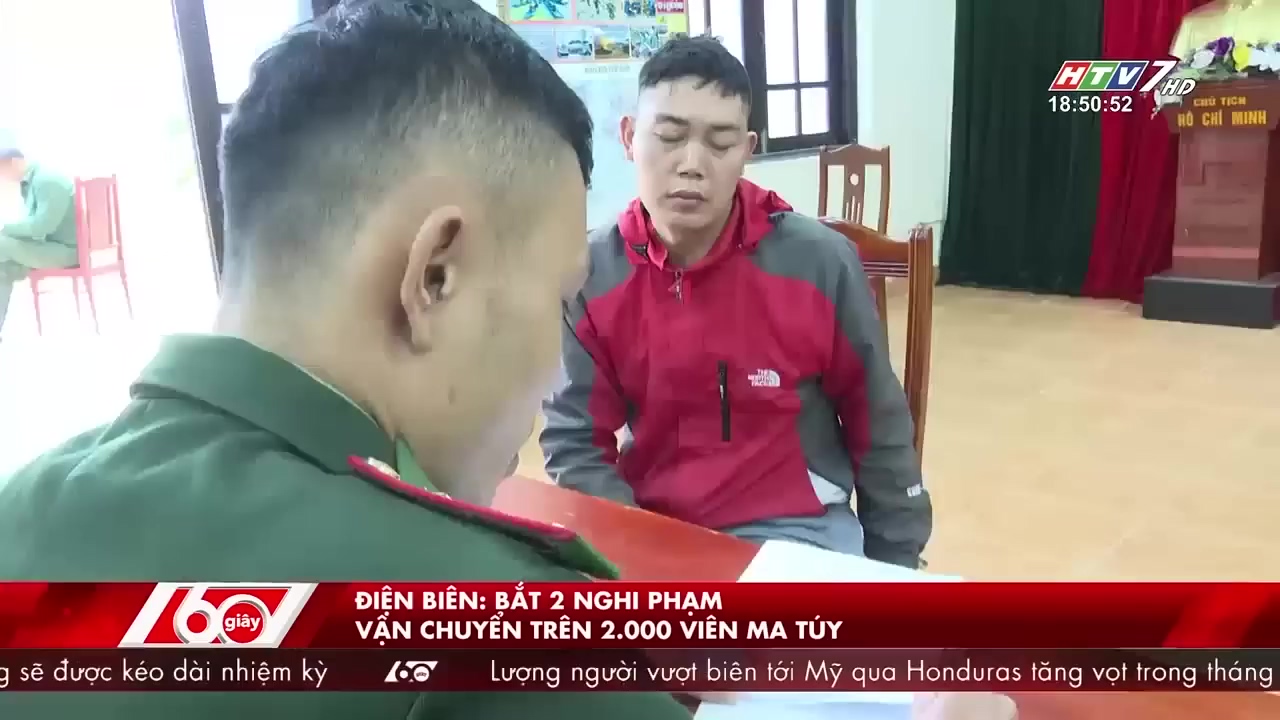 HTV7 HD
18:50:52
CHỦ TỊCH
HỒ CHÍ MINH
THE NORTH FACE
60 giây
ĐIỆN BIÊN: BẮT 2 NGHI PHẠM
VẬN CHUYỂN TRÊN 2.000 VIÊN MA TÚY
g sẽ được kéo dài nhiệm kỳ 60 Lượng người vượt biên tới Mỹ qua Honduras tăng vọt trong tháng